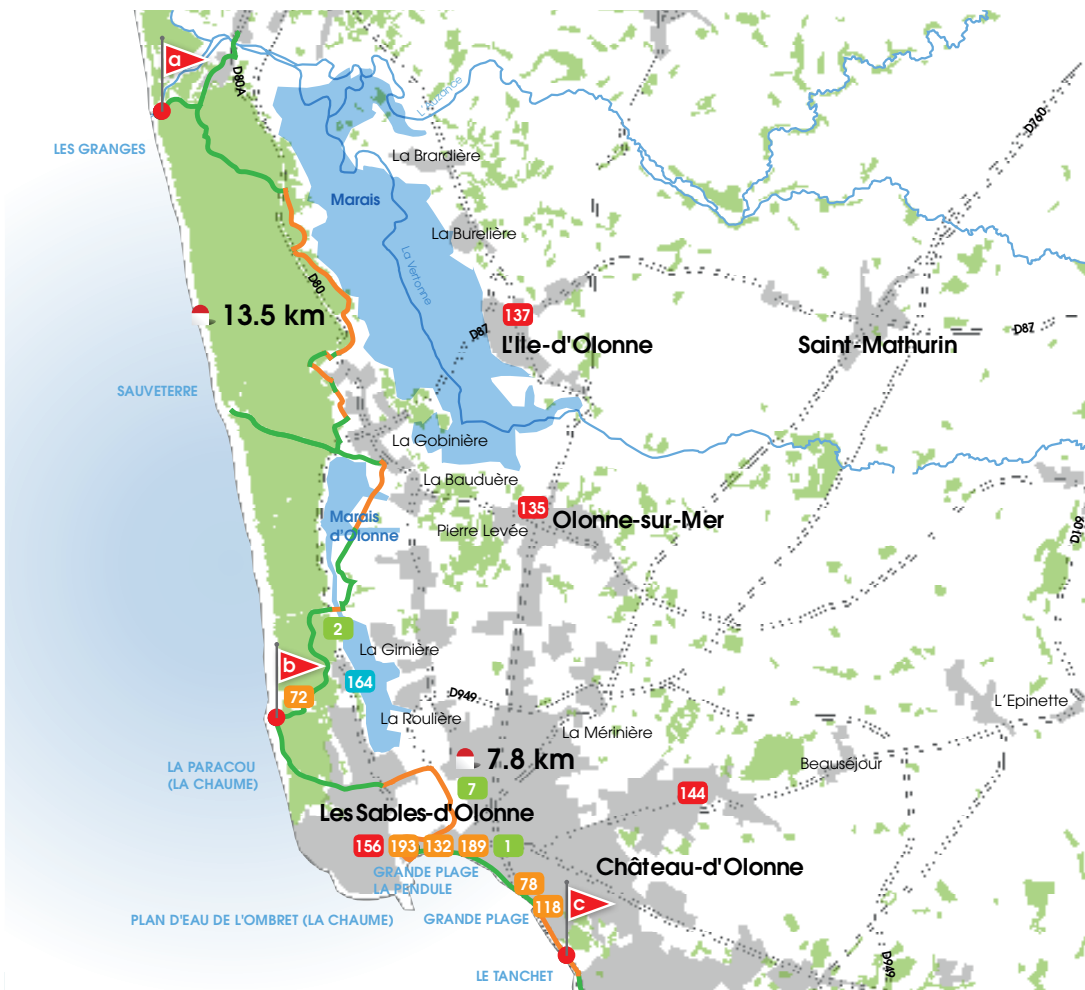 a
D80A
L'Auzance
D760
LES GRANGES
La Brardière
Marais
La Burelière
La Vertonne
D80
13.5 km
137
D87
L'Ile-d'Olonne
Saint-Mathurin
D87
SAUVETERRE
La Gobinière
La Bauduère
135
Marais
d'Olonne
Pierre Levée
Olonne-sur-Mer
D109
2
La Girnière
b
72
164
D949
L'Epinette
La Roulière
La Mérinière
7.8 km
LA PARACOU
(LA CHAUME)
Beauséjour
7
144
Les Sables-d'Olonne
156
193
132
189
1
GRANDE PLAGE
LA PENDULE
Château-d'Olonne
78
118
c
PLAN D'EAU DE L'OMBRET (LA CHAUME)
GRANDE PLAGE
D949
LE TANCHET